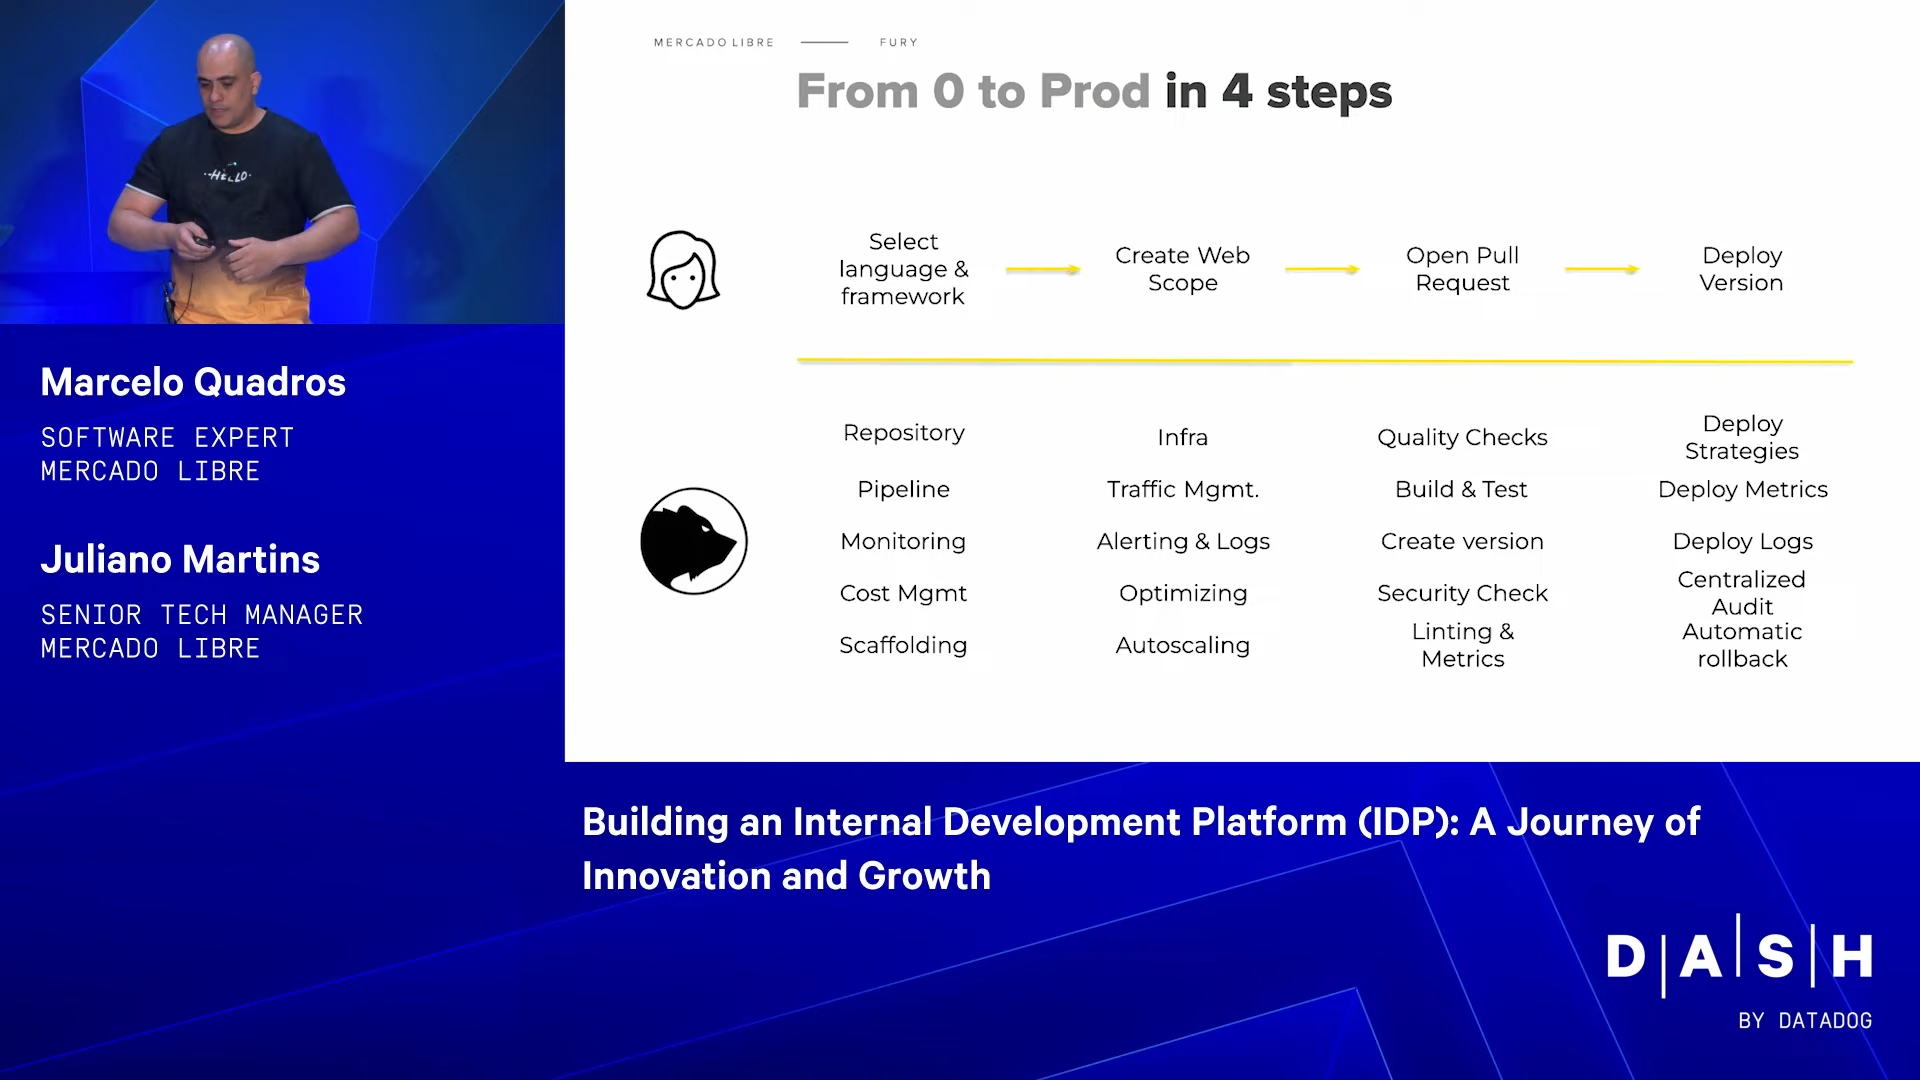 MERCADO LIBRE — FURY
From 0 to Prod in 4 steps
Select
language &
framework
Create Web
Scope
Open Pull
Request
Deploy
Version
Repository
Pipeline
Monitoring
Cost Mgmt
Scaffolding
Infra
Traffic Mgmt.
Alerting & Logs
Optimizing
Autoscaling
Quality Checks
Build & Test
Create version
Security Check
Linting &
Metrics
Deploy
Strategies
Deploy Metrics
Deploy Logs
Centralized
Audit
Automatic
rollback
·HELLO·
Marcelo Quadros
SOFTWARE EXPERT
MERCADO LIBRE
Juliano Martins
SENIOR TECH MANAGER
MERCADO LIBRE
Building an Internal Development Platform (IDP): A Journey of
Innovation and Growth
D|A|S|H
BY DATADOG